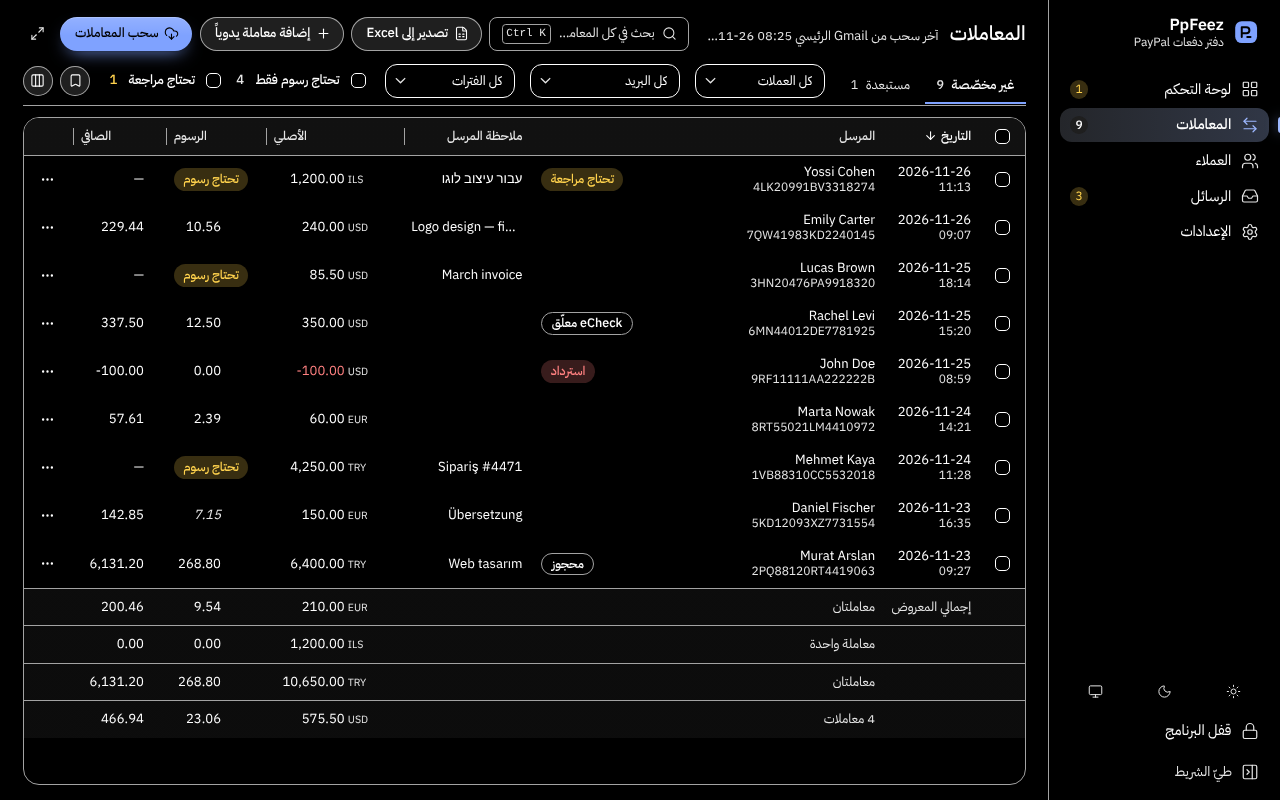 PpFeez
دفتر دفعات PayPal
لوحة التحكم 1
المعاملات 9
العملاء
الرسائل 3
الإعدادات
قفل البرنامج
طيّ الشريط
المعاملات آخر سحب من Gmail الرئيسي 08:25 11-26...
بحث في كل المعام... Ctrl K
تصدير إلى Excel
إضافة معاملة يدوياً
سحب المعاملات
غير مخصّصة 9
مستبعدة 1
كل العملات
كل البريد
كل الفترات
تحتاج رسوم فقط 4
تحتاج مراجعة 1
التاريخ المرسل ملاحظة المرسل الأصلي الرسوم الصافي
2026-11-26 Yossi Cohen تحتاج مراجعة עבור עיצוב לוגו 1,200.00 ILS تحتاج رسوم —
11:13 4LK20991BV3318274
2026-11-26 Emily Carter Logo design — fi... 240.00 USD 10.56 229.44
09:07 7QW41983KD2240145
2026-11-25 Lucas Brown March invoice 85.50 USD تحتاج رسوم —
18:14 3HN20476PA9918320
2026-11-25 Rachel Levi eCheck معلّق 350.00 USD 12.50 337.50
15:20 6MN44012DE7781925
2026-11-25 John Doe استرداد -100.00 USD 0.00 -100.00
08:59 9RF11111AA222222B
2026-11-24 Marta Nowak 60.00 EUR 2.39 57.61
14:21 8RT55021LM4410972
2026-11-24 Mehmet Kaya Sipariş #4471 4,250.00 TRY تحتاج رسوم —
11:28 1VB88310CC5532018
2026-11-23 Daniel Fischer Übersetzung 150.00 EUR 7.15 142.85
16:35 5KD12093XZ7731554
2026-11-23 Murat Arslan محجوز Web tasarım 6,400.00 TRY 268.80 6,131.20
09:27 2PQ88120RT4419063
إجمالي المعروض معاملتان 210.00 EUR 9.54 200.46
معاملة واحدة 1,200.00 ILS 0.00 0.00
معاملتان 10,650.00 TRY 268.80 6,131.20
4 معاملات 575.50 USD 23.06 466.94